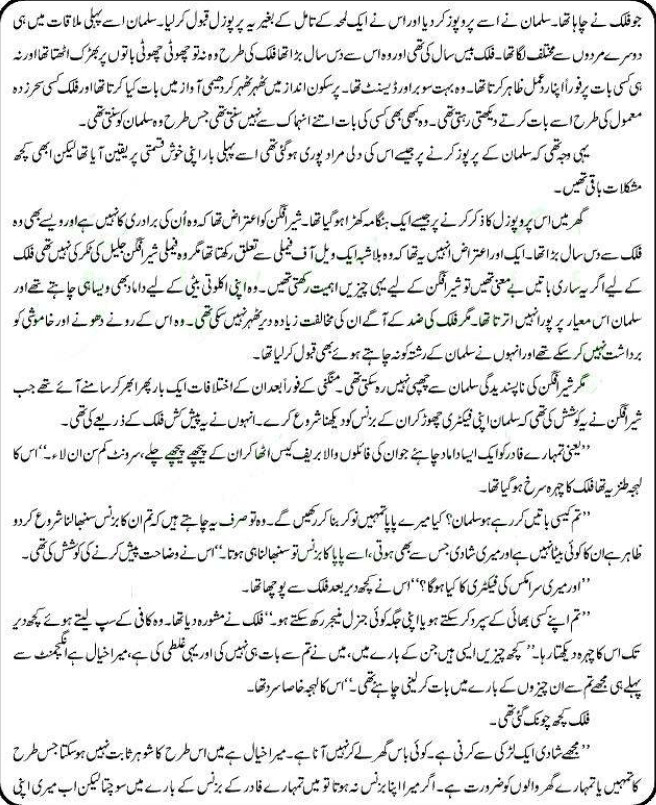 جو فلک نے چاہا تھا۔ سلمان نے اسے پروپوز کر دیا اور اس نے ایک لمحہ کے تامل کے بغیر یہ پرپوزل قبول کر لیا۔ سلمان اسے پہلی ملاقات میں ہی
دوسرے مردوں سے مختلف لگا تھا۔ فلک بیس سال کی تھی اور وہ اس سے دس سال بڑا تھا فلک کی طرح وہ نہ تو چھوٹی چھوٹی باتوں پر بھڑک اٹھتا تھا اور نہ
ہی کسی بات پر فوراً اپنا ردعمل ظاہر کرتا تھا۔ وہ بہت سوبر اور ڈیسنٹ تھا۔ پرسکون انداز میں ٹھہر ٹھہر کر دھیمی آواز میں بات کیا کرتا تھا اور فلک کسی سحر زدہ
معمول کی طرح اسے بات کرتے دیکھتی رہتی تھی۔ وہ کبھی بھی کسی کی بات اتنے انہماک سے نہیں سنتی تھی جس طرح وہ سلمان کو سنتی تھی۔
یہی وجہ تھی کہ سلمان کے پرپوز کرنے پر جیسے اس کی دلی مراد پوری ہو گئی تھی اسے پہلی بار اپنی خوش قسمتی پر یقین آیا تھا لیکن ابھی کچھ
مشکلات باقی تھیں۔
گھر میں اس پروپوزل کا ذکر کرنے پر جیسے ایک ہنگامہ کھڑا ہو گیا تھا۔ شیر افگن کو اعتراض تھا کہ وہ اُن کی برادری کا نہیں ہے اور ویسے بھی وہ
فلک سے دس سال بڑا تھا۔ ایک اور اعتراض انہیں یہ تھا کہ وہ بلاشبہ ایک ویل آف فیملی سے تعلق رکھتا تھا مگر وہ فیملی شیر افگن جلیل کی ٹکر کی نہیں تھی فلک
کے لیے اگر یہ ساری باتیں بے معنی تھیں تو شیر افگن کے لیے یہی چیزیں اہمیت رکھتی تھیں۔ وہ اپنی اکلوتی بیٹی کے لیے داماد بھی ویسا ہی چاہتے تھے اور
سلمان اس معیار پر پورا نہیں اترتا تھا۔ مگر فلک کی ضد کے آگے ان کی مخالفت زیادہ دیر ٹھہر نہیں سکی تھی۔ وہ اس کے رونے دھونے اور خاموشی کو
برداشت نہیں کر سکے تھے اور انہوں نے سلمان کے رشتہ کو نہ چاہتے ہوئے بھی قبول کر لیا تھا۔
مگر شیر افگن کی ناپسندیدگی سلمان سے چھپی نہیں رہ سکتی تھی۔ منگنی کے فوراً بعد ان کے اختلافات ایک بار پھر ابھر کر سامنے آئے تھے جب
شیر افگن نے یہ کوشش کی تھی کہ سلمان اپنی فیکٹری چھوڑ کر ان کے بزنس کو دیکھنا شروع کرے۔ انہوں نے یہ پیش کش فلک کے ذریعے کی تھی۔
’’یعنی تمہارے فادر کو ایک ایسا داماد چاہئے جو ان کی فائلوں والا بریف کیس اٹھا کر ان کے پیچھے پیچھے چلے، سرونٹ کم سن ان لاء۔‘‘ اس کا
لہجہ طنزیہ تھا فلک کا چہرہ سرخ ہو گیا تھا۔
’’تم کیسی باتیں کر رہے ہو سلمان؟ کیا میرے پاپا تمہیں نوکر بنا کر رکھیں گے۔ وہ تو صرف یہ چاہتے ہیں کہ تم ان کا بزنس سنبھالنا شروع کر دو
ظاہر ہے ان کا کوئی بیٹا نہیں ہے اور میری شادی جس سے بھی ہوتی، اسے پاپا کا بزنس تو سنبھالنا ہی ہوتا۔‘‘ اس نے وضاحت پیش کرنے کی کوشش کی تھی۔
’’اور میری سرامکس کی فیکٹری کا کیا ہوگا؟‘‘ اس نے کچھ دیر بعد فلک سے پوچھا تھا۔
’’تم اپنے کسی بھائی کے سپرد کر سکتے ہو یا اپنی جگہ کوئی جنرل منیجر رکھ سکتے ہو۔‘‘ فلک نے مشورہ دیا تھا۔ وہ کافی کے سپ لیتے ہوئے کچھ دیر
تک اس کا چہرہ دیکھتا رہا۔ ’’کچھ چیزیں ایسی ہیں جن کے بارے میں، میں نے تم سے بات ہی نہیں کی اور یہی غلطی کی ہے، میرا خیال ہے انگیجمنٹ سے
پہلے ہی مجھے تم سے ان چیزوں کے بارے میں بات کر لینی چاہئے تھی۔‘‘ اس کا لہجہ خاصا سرد تھا۔
فلک کچھ چونک گئی تھی۔
’’مجھے شادی ایک لڑکی سے کرنی ہے۔ کوئی باس گھر لے کر نہیں آنا ہے۔ میرا خیال ہے میں اس طرح کا شوہر ثابت نہیں ہو سکتا جس طرح
کا تمہیں یا تمہارے گھر والوں کو ضرورت ہے۔ اگر میرا اپنا بزنس نہ ہوتا تو میں تمہارے فادر کے بزنس کے بارے میں سوچتا لیکن اب میری اپنی